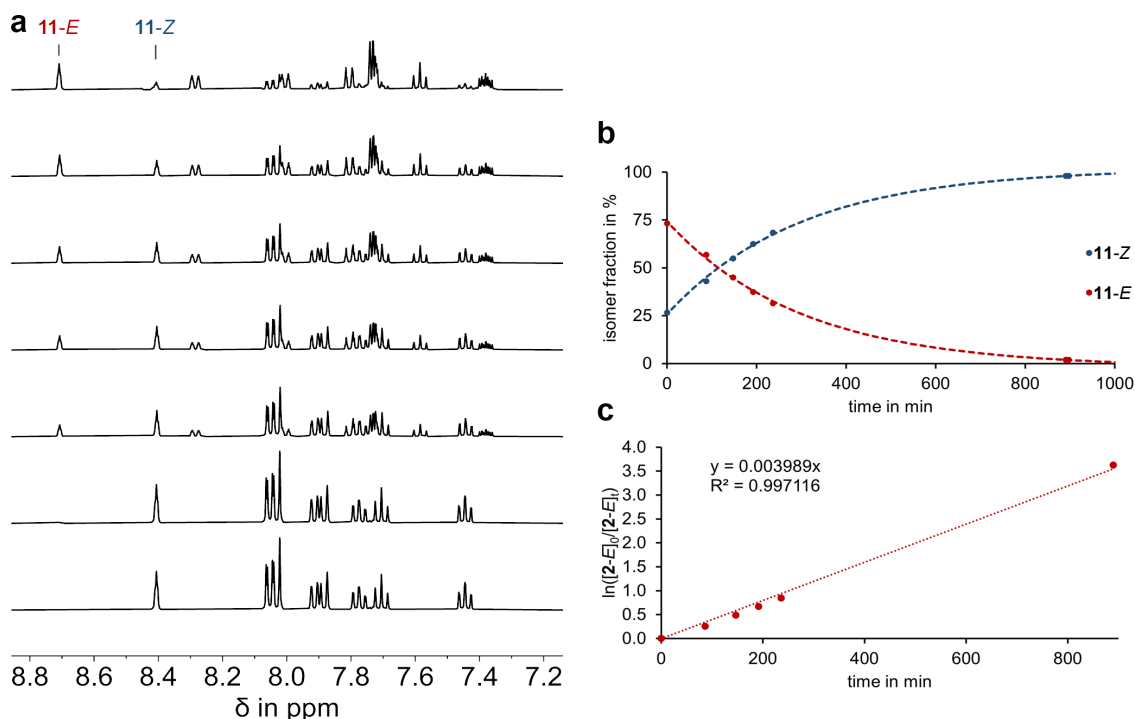 a
11-E
11-Z
8.8 8.6 8.4 8.2 8.0 7.8 7.6 7.4 7.2
δ in ppm
b
100
75
50
25
0
isomer fraction in %
0 200 400 600 800 1000
time in min
11-Z
11-E
c
4.0
3.5
3.0
2.5
2.0
1.5
1.0
0.5
0.0
ln([2-E]₀/[2-E]ₜ)
y = 0.003989x
R² = 0.997116
0 200 400 600 800
time in min